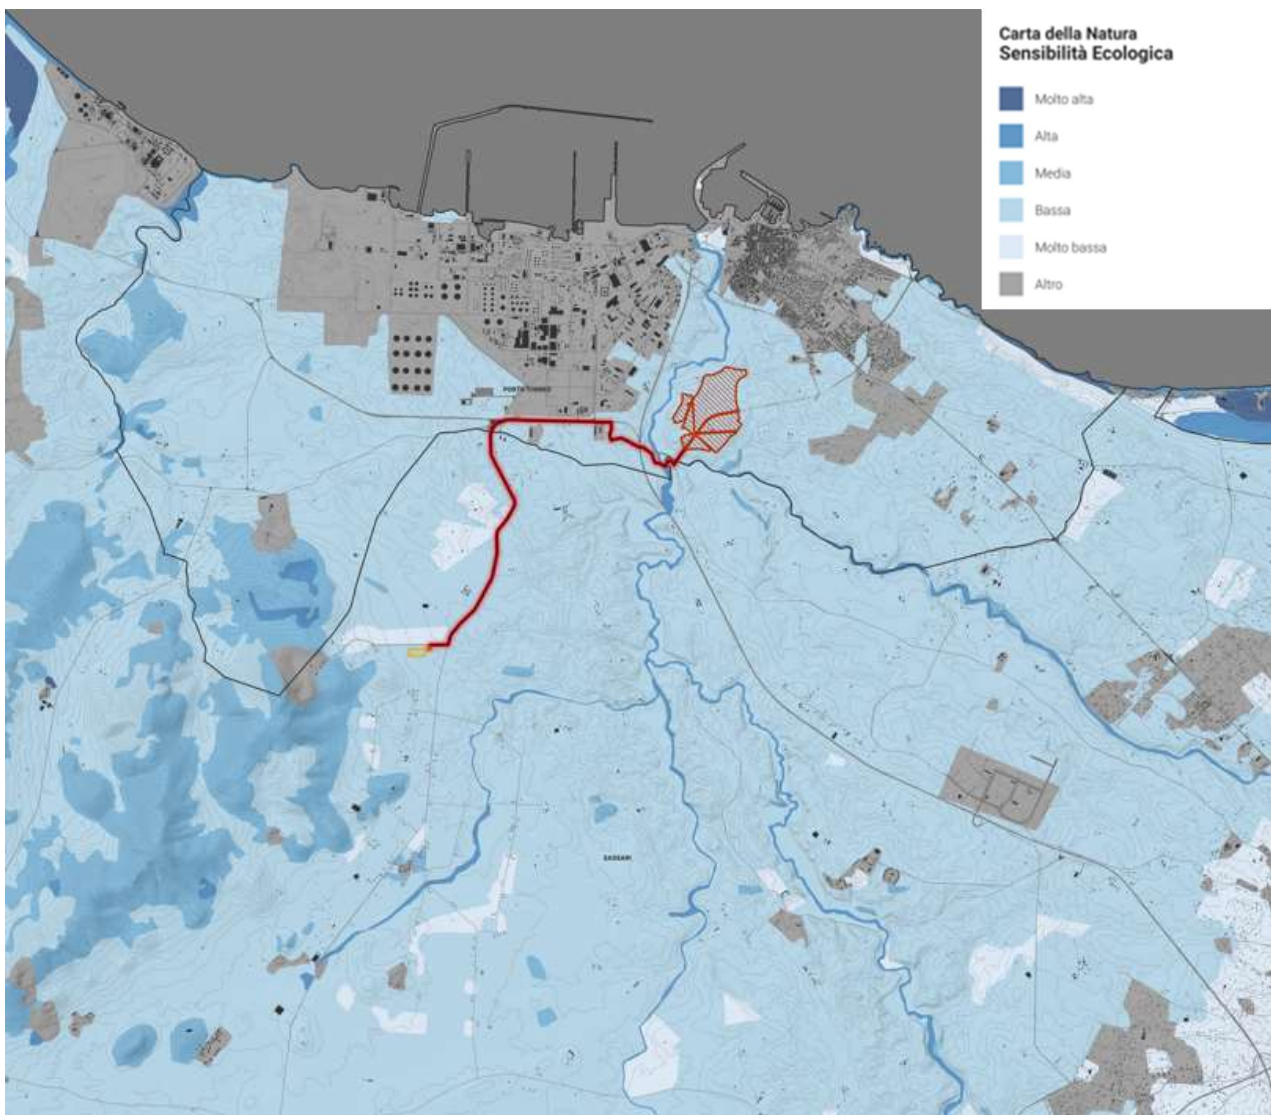 Carta della Natura
Sensibilità Ecologica
Molto alta
Alta
Media
Bassa
Molto bassa
Altro
PORTO TORRES
SASSARI